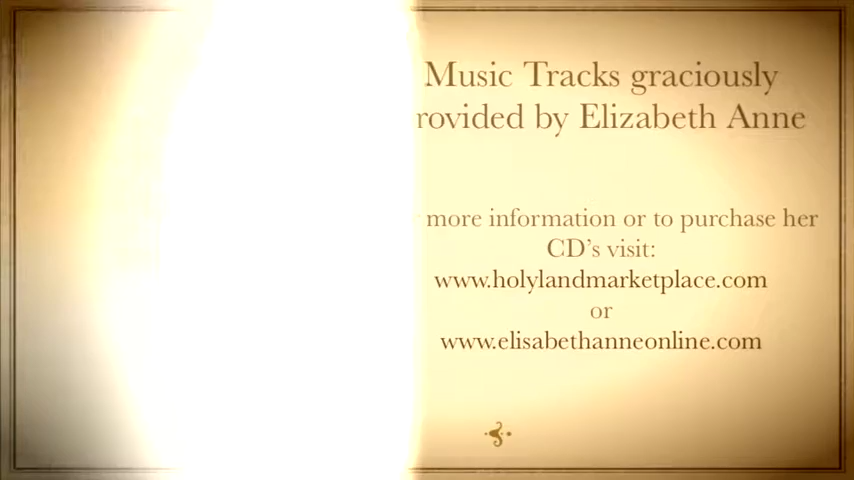 Music Tracks graciously
rovided by Elizabeth Anne
more information or to purchase her
CD's visit:
www.holylandmarketplace.com
or
www.elisabethanneonline.com